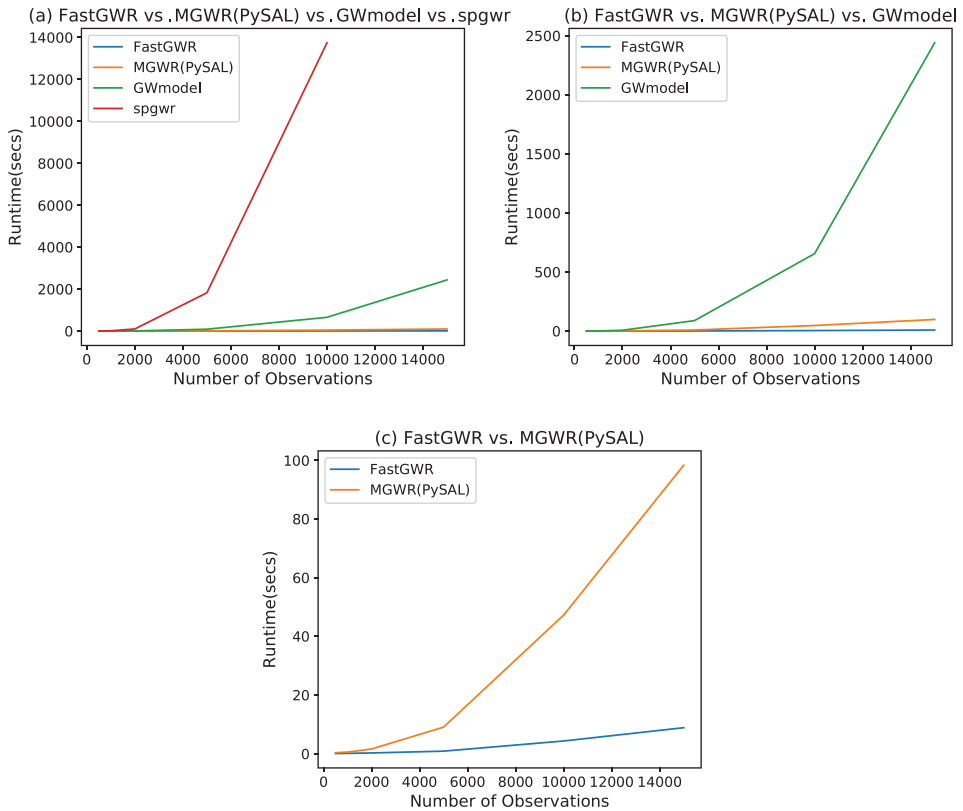 (a) FastGWR vs .MGWR(PySAL) vs .GWmodel vs .spgwr
14000
12000
10000
8000
6000
4000
2000
0
Runtime(secs)
FastGWR
MGWR(PySAL)
GWmodel
spgwr
0 2000 4000 6000 8000 10000 12000 14000
Number of Observations
(b) FastGWR vs. MGWR(PySAL) vs. GWmodel
2500
2000
1500
1000
500
0
Runtime(secs)
FastGWR
MGWR(PySAL)
GWmodel
0 2000 4000 6000 8000 10000 12000 14000
Number of Observations
(c) FastGWR vs. MGWR(PySAL)
100
80
60
40
20
0
Runtime(secs)
FastGWR
MGWR(PySAL)
0 2000 4000 6000 8000 10000 12000 14000
Number of Observations